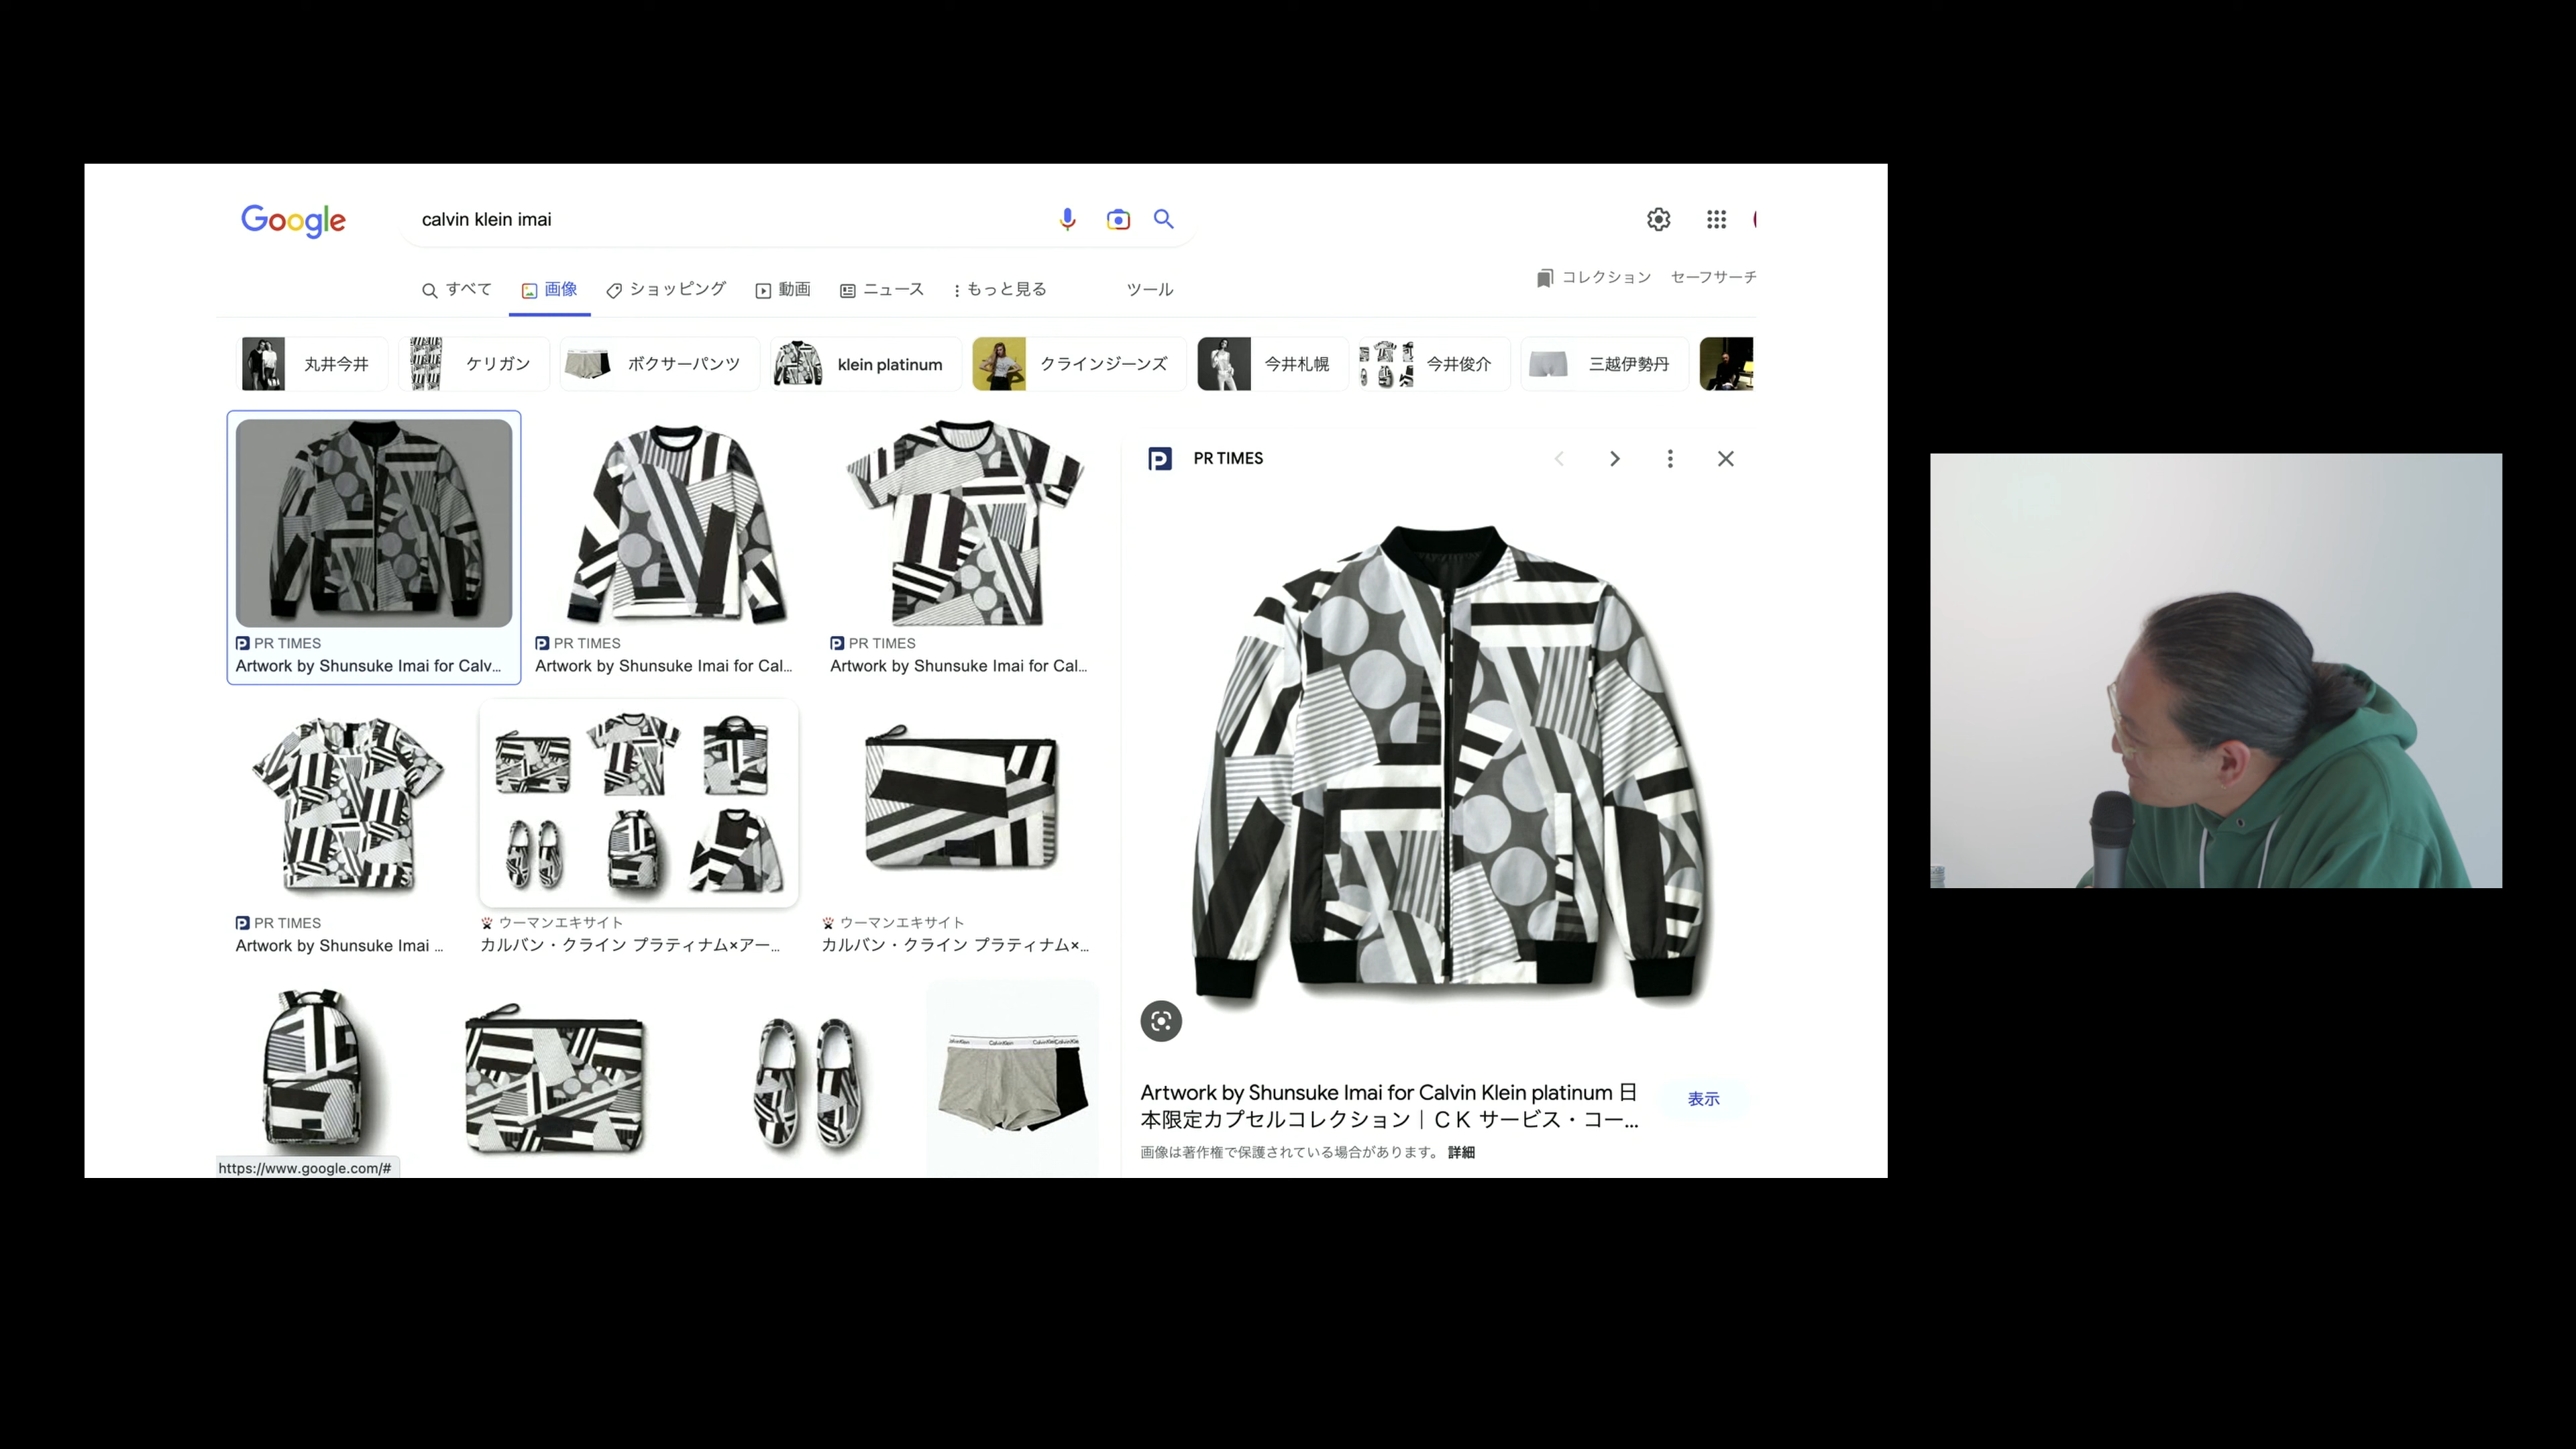 Google
calvin klein imai
すべて
画像
ショッピング
動画
ニュース
もっと見る
ツール
コレクション
セーフサーチ
丸井今井
ケリガン
ボクサーパンツ
klein platinum
クラインジーンズ
今井札幌
今井俊介
三越伊勢丹
PR TIMES
Artwork by Shunsuke Imai for Calv...
PR TIMES
Artwork by Shunsuke Imai for Cal...
PR TIMES
Artwork by Shunsuke Imai for Cal...
PR TIMES
Artwork by Shunsuke Imai ...
ウーマンエキサイト
カルバン・クライン プラティナム×アー...
ウーマンエキサイト
カルバン・クライン プラティナム×...
https://www.google.com/#
PR TIMES
Artwork by Shunsuke Imai for Calvin Klein platinum 日
本限定カプセルコレクション｜ＣＫ サービス・コー...
表示
画像は著作権で保護されている場合があります。 詳細